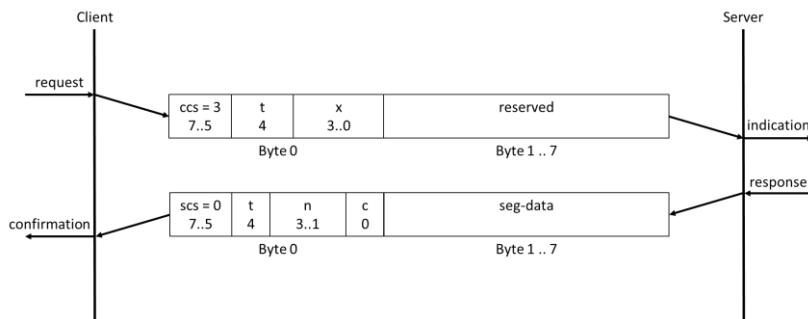 Client Server
request
ccs = 3 t x reserved
7..5 4 3..0
indication
Byte 0 Byte 1 .. 7
response
scs = 0 t n c seg-data
7..5 4 3..1 0
confirmation
Byte 0 Byte 1 .. 7